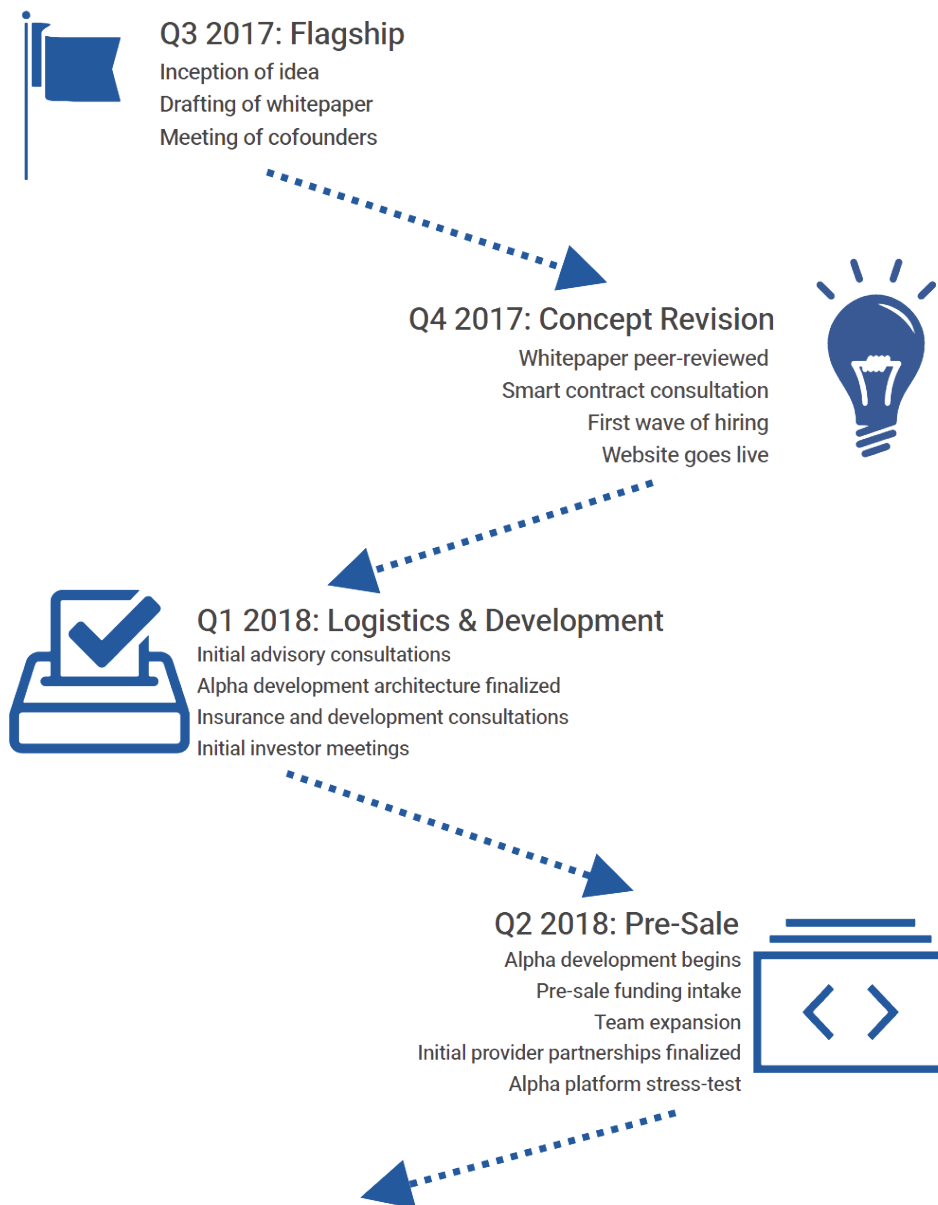 Q3 2017: Flagship
Inception of idea
Drafting of whitepaper
Meeting of cofounders
Q4 2017: Concept Revision
Whitepaper peer-reviewed
Smart contract consultation
First wave of hiring
Website goes live
Q1 2018: Logistics & Development
Initial advisory consultations
Alpha development architecture finalized
Insurance and development consultations
Initial investor meetings
Q2 2018: Pre-Sale
Alpha development begins
Pre-sale funding intake
Team expansion
Initial provider partnerships finalized
Alpha platform stress-test